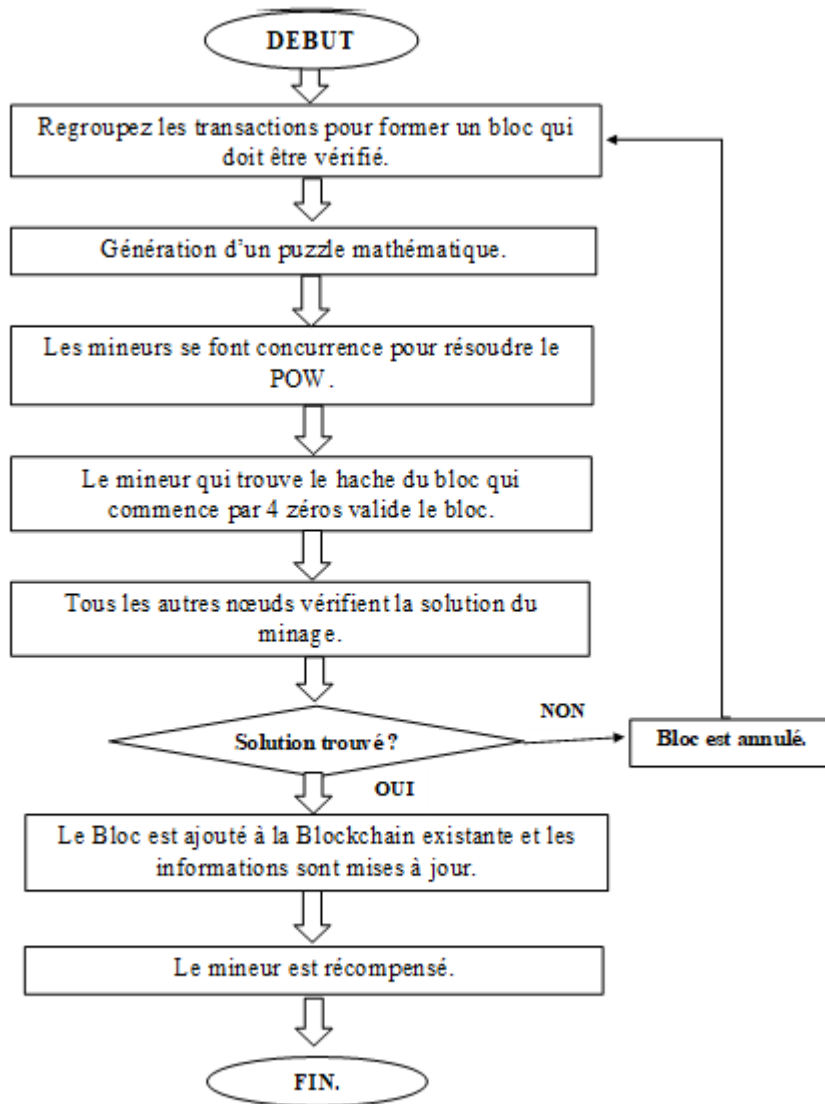 DEBUT
Regroupez les transactions pour former un bloc qui
doit être vérifié.
Génération d'un puzzle mathématique.
Les mineurs se font concurrence pour résoudre le
POW.
Le mineur qui trouve le hache du bloc qui
commence par 4 zéros valide le bloc.
Tous les autres nœuds vérifient la solution du
minage.
Solution trouvé?
NON
Bloc est annulé.
OUI
Le Bloc est ajouté à la Blockchain existante et les
informations sont mises à jour.
Le mineur est récompensé.
FIN.